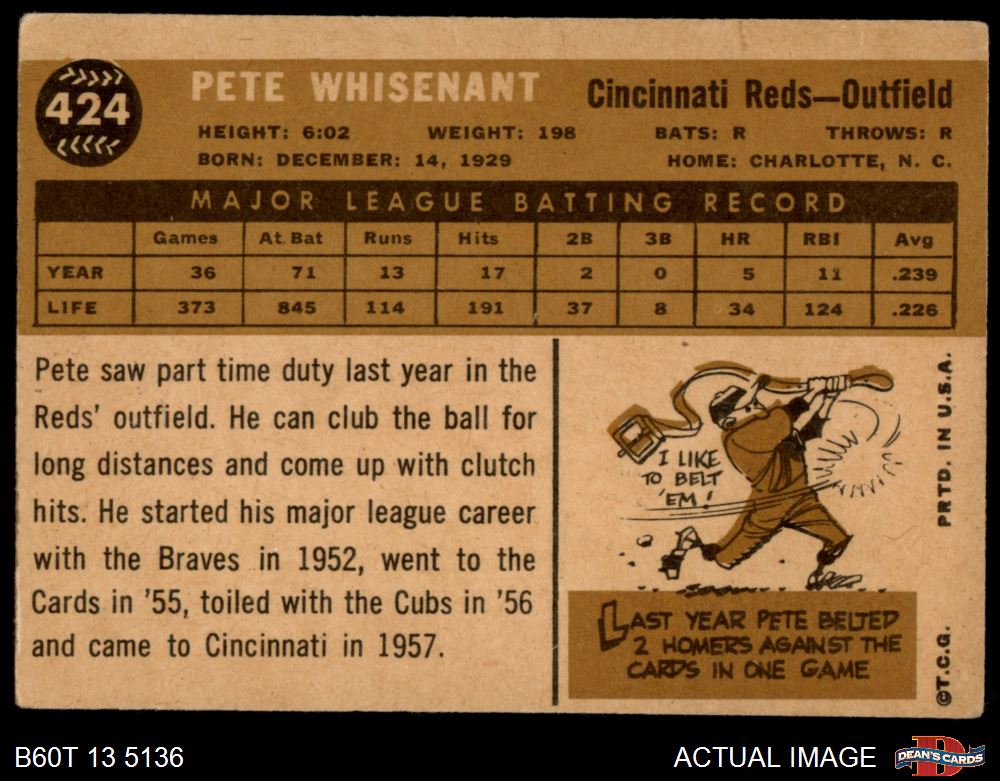 424
PETE WHISENANT Cincinnati Reds—Outfield
HEIGHT: 6:02 WEIGHT: 198 BATS: R THROWS: R
BORN: DECEMBER: 14, 1929 HOME: CHARLOTTE, N. C.
MAJOR LEAGUE BATTING RECORD
Games At Bat Runs Hits 2B 3B HR RBI Avg
YEAR 36 71 13 17 2 0 5 11 .239
LIFE 373 845 114 191 37 8 34 124 .226
Pete saw part time duty last year in the
Reds' outfield. He can club the ball for
long distances and come up with clutch
hits. He started his major league career
with the Braves in 1952, went to the
Cards in '55, toiled with the Cubs in '56
and came to Cincinnati in 1957.
I LIKE
TO BELT
'EM!
LAST YEAR PETE BELTED
2 HOMERS AGAINST THE
CARDS IN ONE GAME
©T.C.G. PRTD. IN U.S.A.
B60T 13 5136 ACTUAL IMAGE
D
DEAN'S CARDS